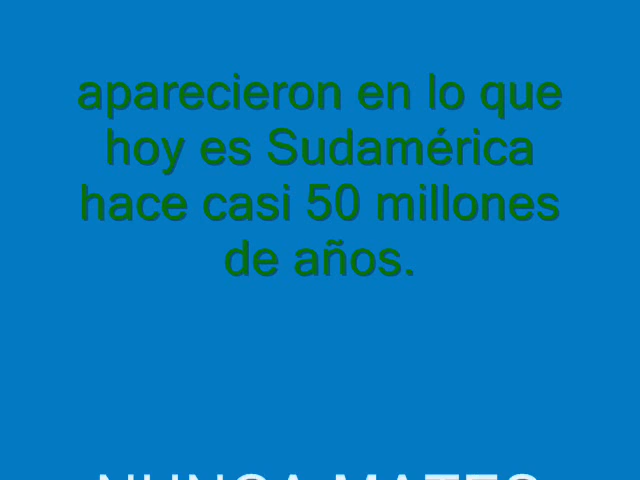 aparecieron en lo que
hoy es Sudamérica
hace casi 50 millones
de años.
NUNCA MATES